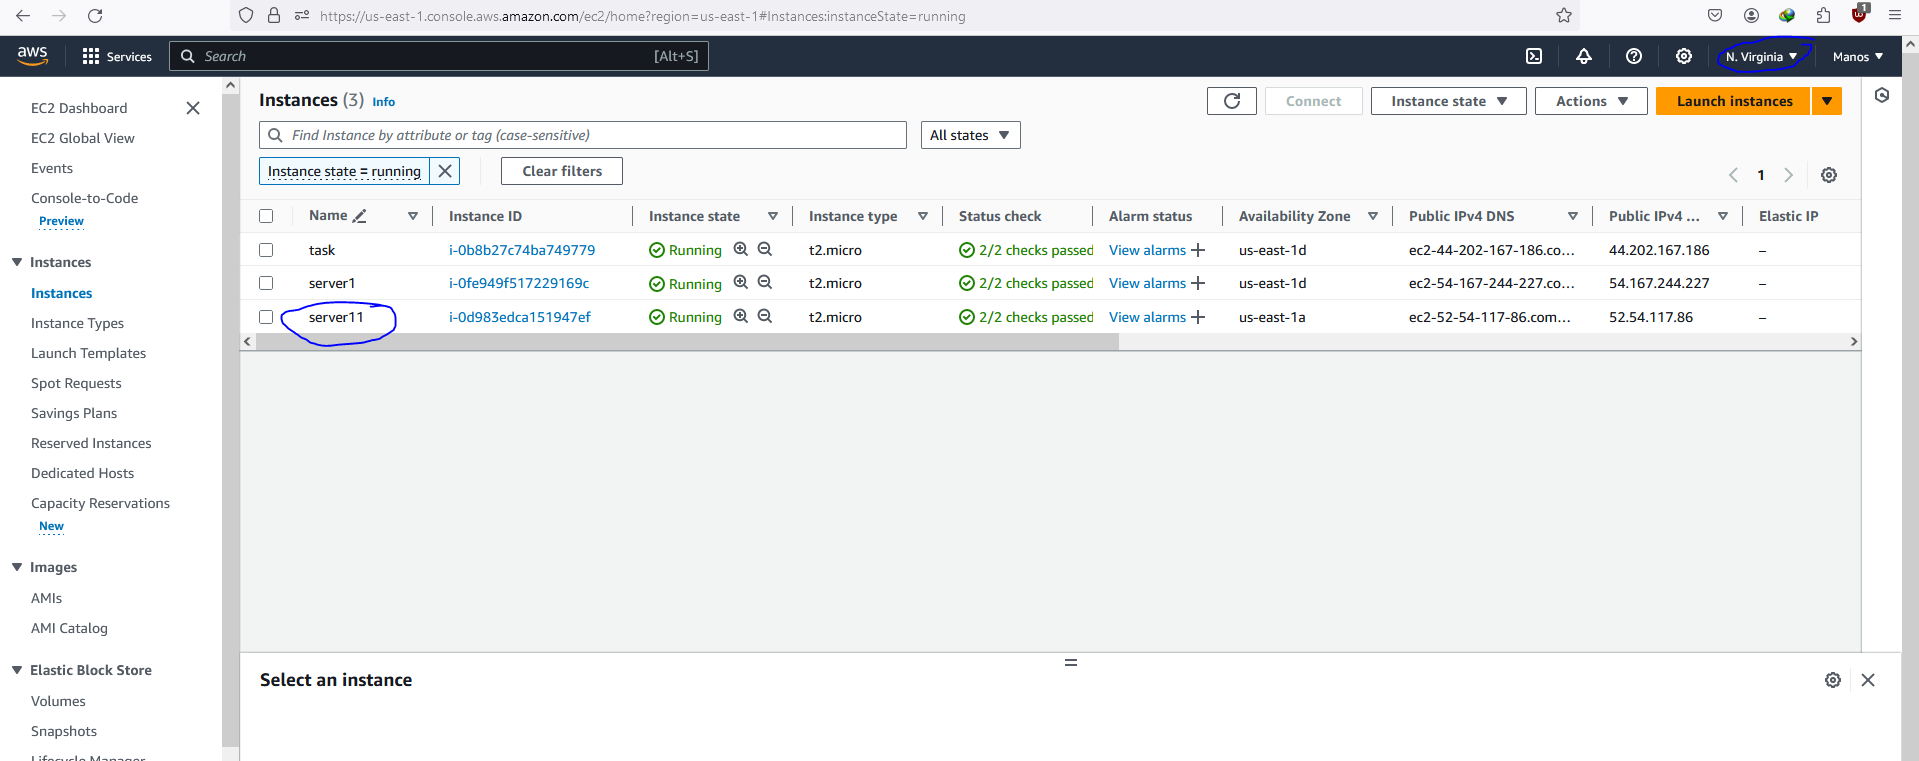 https://us-east-1.console.aws.amazon.com/ec2/home?region=us-east-1#Instances:instanceState=running
1
aws
Services
Search
[Alt+S]
N. Virginia
Manos
EC2 Dashboard
EC2 Global View
Events
Console-to-Code
Preview
Instances
Instances
Instance Types
Launch Templates
Spot Requests
Savings Plans
Reserved Instances
Dedicated Hosts
Capacity Reservations
New
Images
AMIs
AMI Catalog
Elastic Block Store
Volumes
Snapshots
Lifecycle Manager
Instances (3) Info
Connect
Instance state
Actions
Launch instances
Find Instance by attribute or tag (case-sensitive)
All states
Instance state = running
Clear filters
1
Name Instance ID Instance state Instance type Status check Alarm status Availability Zone Public IPv4 DNS Public IPv4 ... Elastic IP
task i-0b8b27c74ba749779 Running t2.micro 2/2 checks passed View alarms us-east-1d ec2-44-202-167-186.co... 44.202.167.186 –
server1 i-0fe949f517229169c Running t2.micro 2/2 checks passed View alarms us-east-1d ec2-54-167-244-227.co... 54.167.244.227 –
server11 i-0d983edca151947ef Running t2.micro 2/2 checks passed View alarms us-east-1a ec2-52-54-117-86.com... 52.54.117.86 –
Select an instance